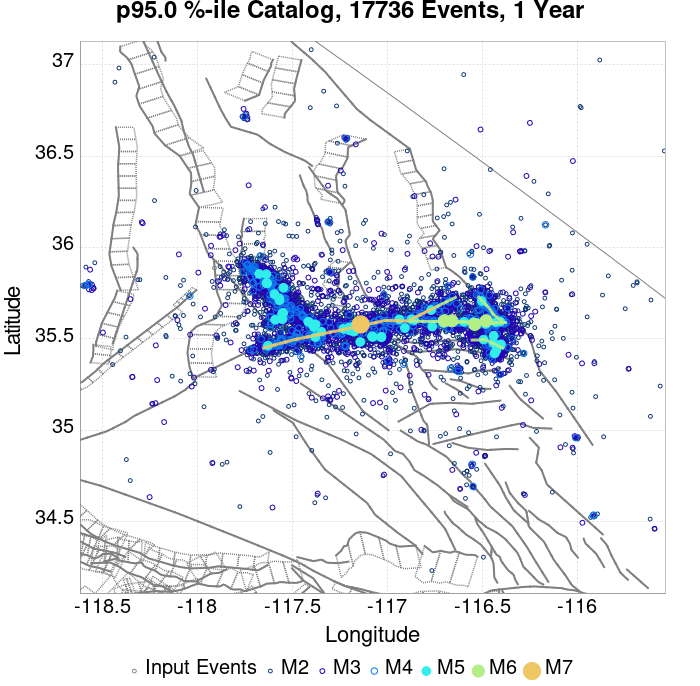 p95.0 %-ile Catalog, 17736 Events, 1 Year
37
36.5
36
35.5
35
34.5
Latitude
-118.5 -118 -117.5 -117 -116.5 -116
Longitude
Input Events M2 M3 M4 M5 M6 M7